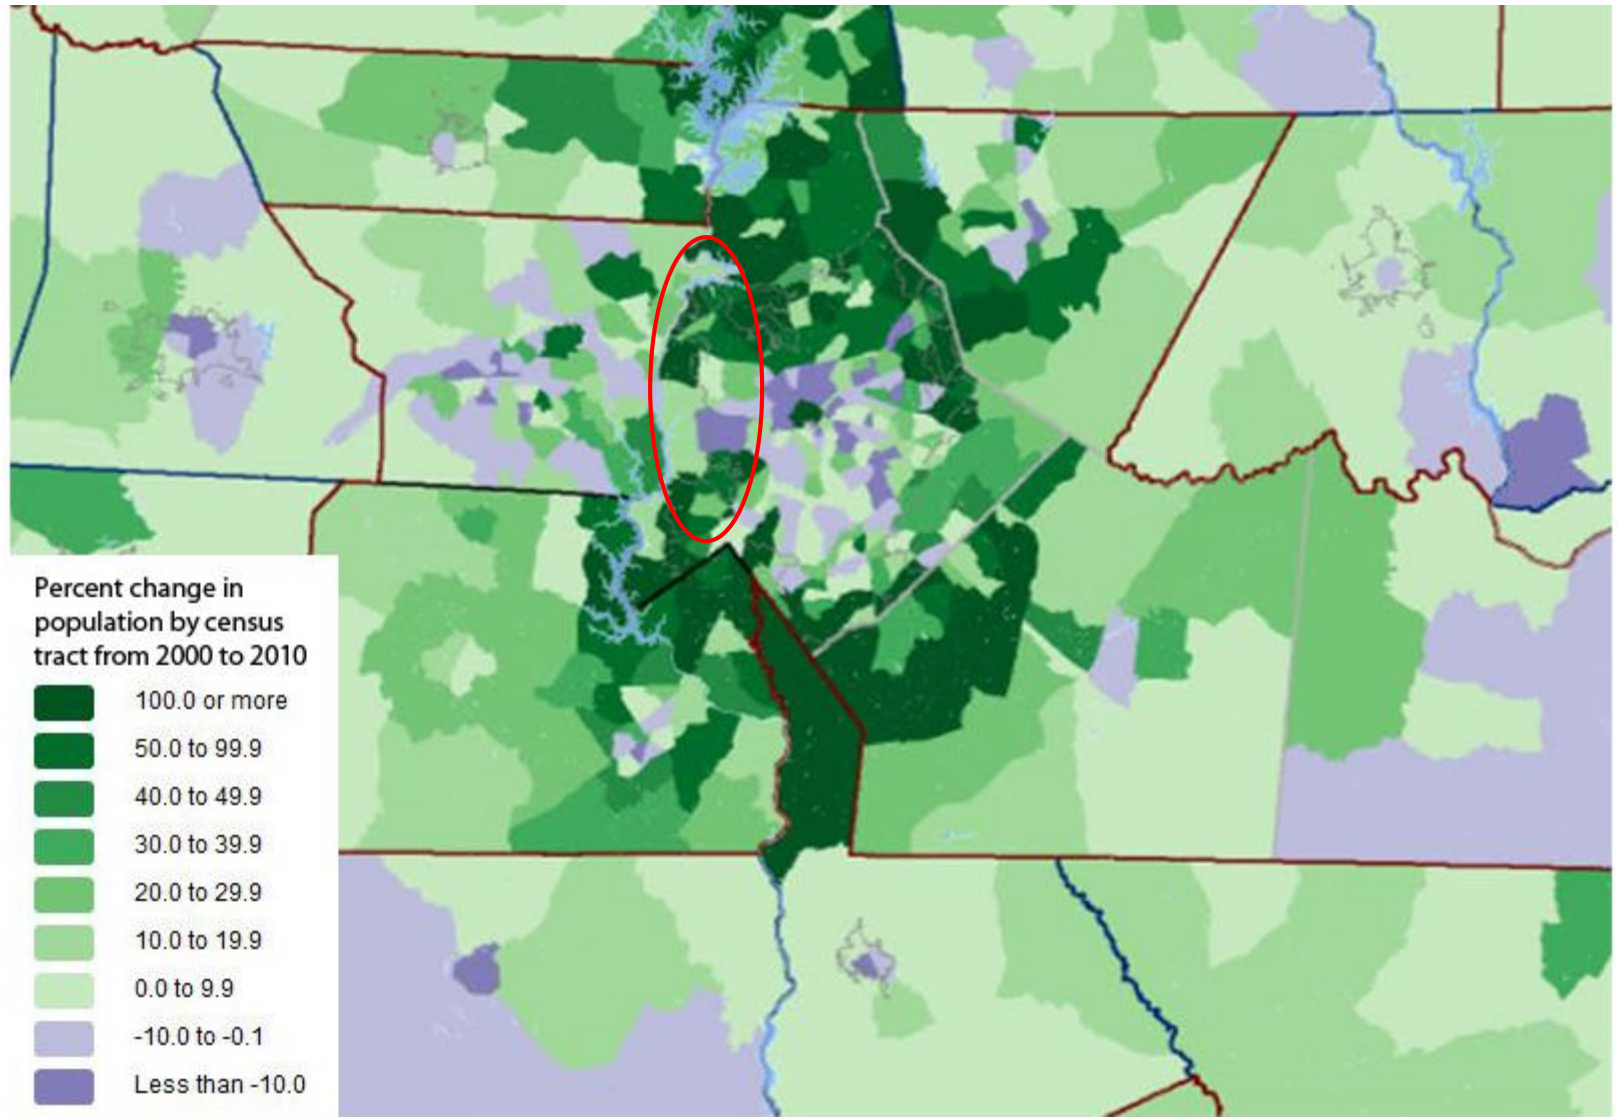 Percent change in
population by census
tract from 2000 to 2010
100.0 or more
50.0 to 99.9
40.0 to 49.9
30.0 to 39.9
20.0 to 29.9
10.0 to 19.9
0.0 to 9.9
-10.0 to -0.1
Less than -10.0